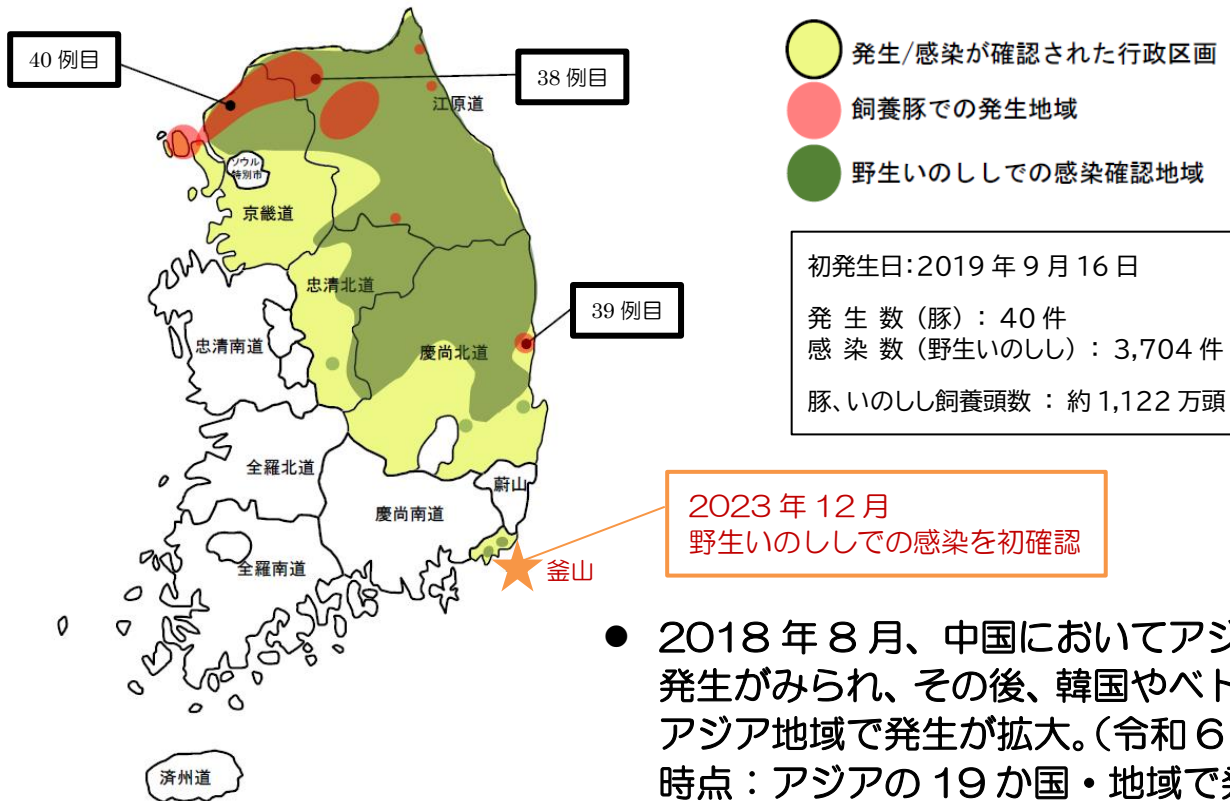 40 例目
38 例目
江原道
ソウル
特別市
京畿道
忠清北道
39 例目
忠清南道
慶尚北道
全羅北道
蔚山
慶尚南道
全羅南道
釜山
済州道
発生/感染が確認された行政区画
飼養豚での発生地域
野生いのししでの感染確認地域
初発生日：2019 年 9 月 16 日
発 生 数（豚）： 40 件
感 染 数（野生いのしし）： 3,704 件
豚、いのしし飼養頭数 ： 約 1,122 万頭
2023 年 12 月
野生いのししでの感染を初確認
● 2018 年 8 月、中国においてアジ
発生がみられ、その後、韓国やベト
アジア地域で発生が拡大。（令和 6
時点：アジアの 19 か国・地域で発